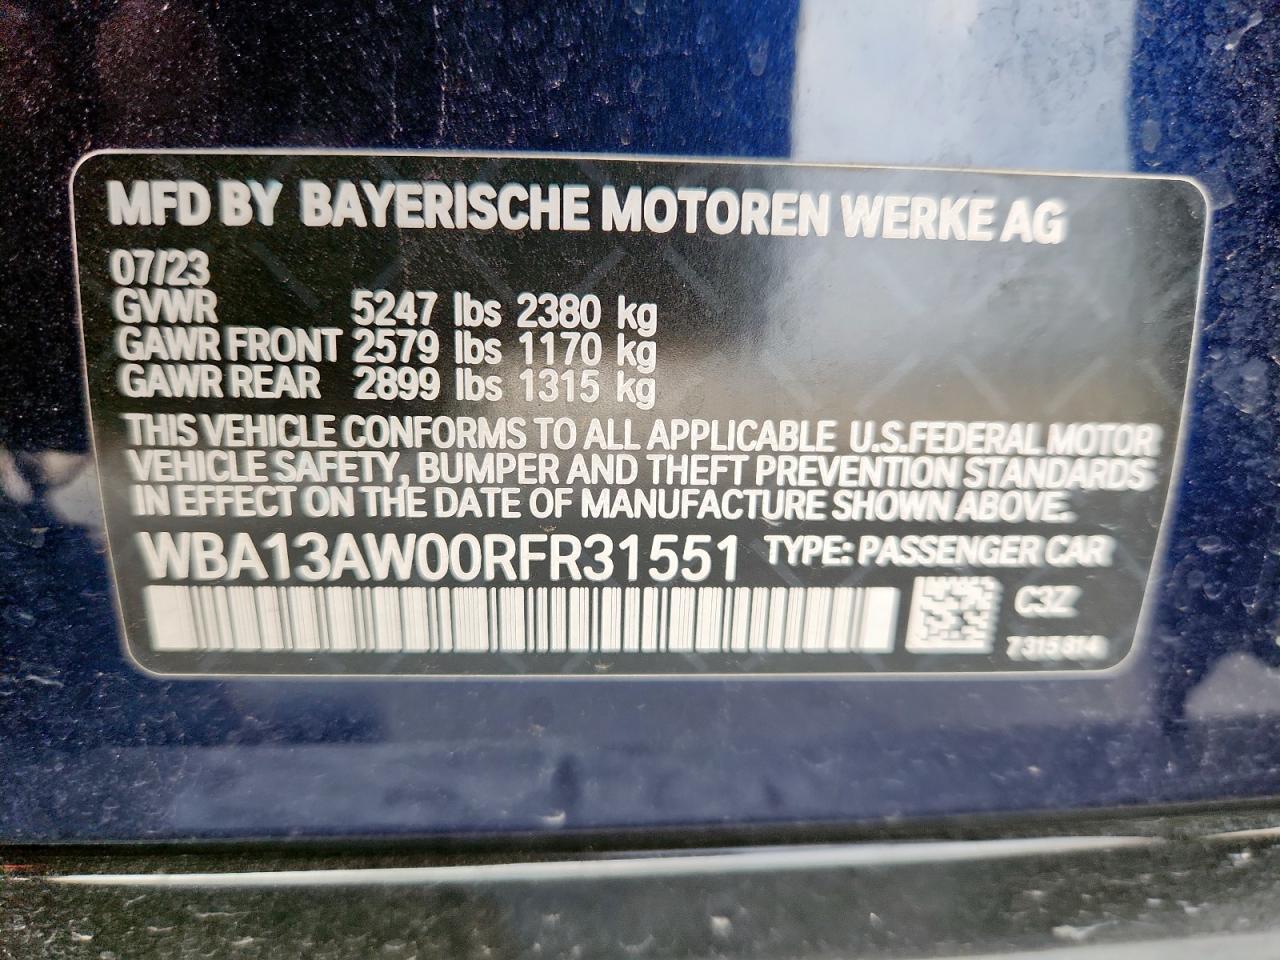 MFD BY BAYERISCHE MOTOREN WERKE AG
07/23
GVWR 5247 lbs 2380 kg
GAWR FRONT 2579 lbs 1170 kg
GAWR REAR 2899 lbs 1315 kg
THIS VEHICLE CONFORMS TO ALL APPLICABLE U.S.FEDERAL MOTOR
VEHICLE SAFETY, BUMPER AND THEFT PREVENTION STANDARDS
IN EFFECT ON THE DATE OF MANUFACTURE SHOWN ABOVE.
WBA13AW00RFR31551 TYPE: PASSENGER CAR
C3Z